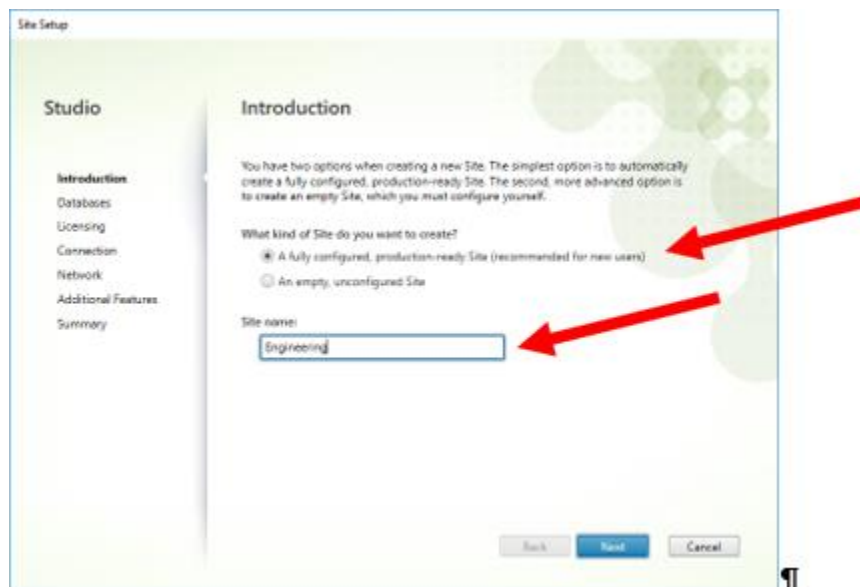 Site Setup
Studio
Introduction
Databases
Licensing
Connection
Network
Additional Features
Summary
Introduction
You have two options when creating a new Site. The simplest option is to automatically
create a fully configured, production-ready Site. The second, more advanced option is
to create an empty Site, which you must configure yourself.
What kind of Site do you want to create?
A fully configured, production-ready Site (recommended for new users)
An empty, unconfigured Site
Site name:
Engineering
Back
Next
Cancel
¶